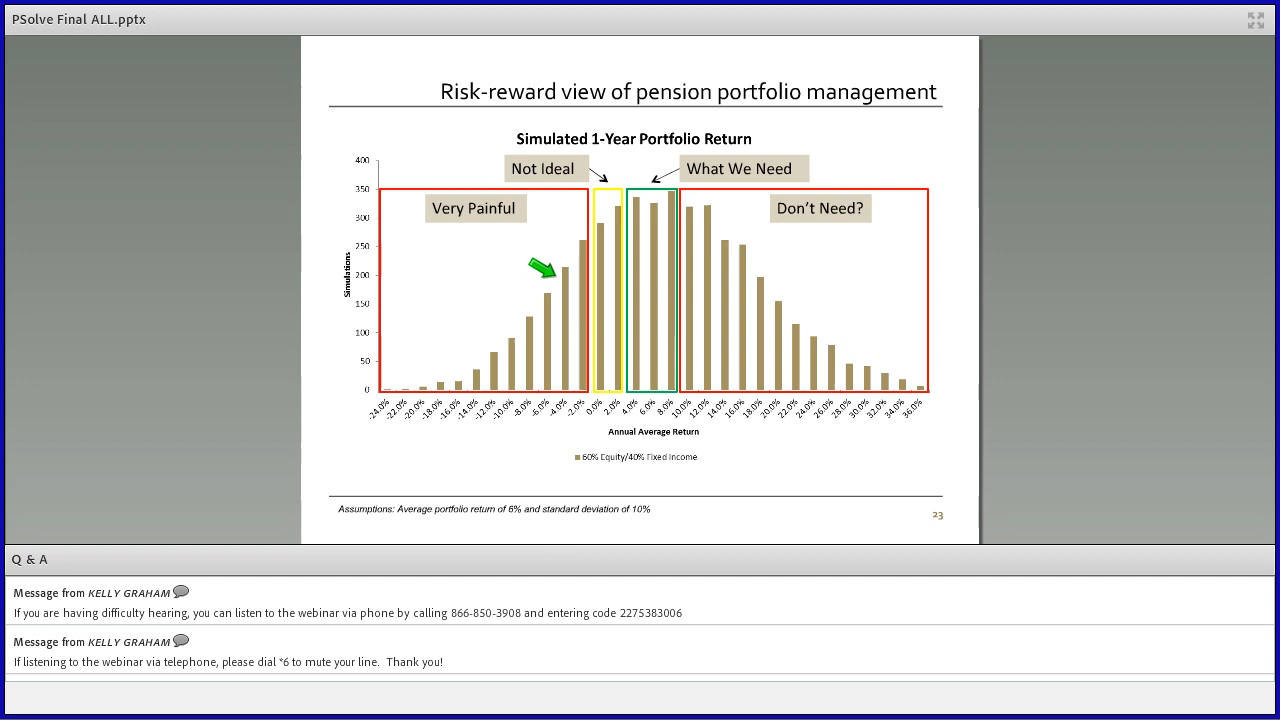 PSolve Final ALL.pptx
Risk-reward view of pension portfolio management
Simulated 1-Year Portfolio Return
Not Ideal
What We Need
Very Painful
Don't Need?
400
350
300
250
200
150
100
50
0
Simulations
-24.0% -22.0% -20.0% -18.0% -16.0% -14.0% -12.0% -10.0% -8.0% -6.0% -4.0% -2.0% 0.0% 2.0% 4.0% 6.0% 8.0% 10.0% 12.0% 14.0% 16.0% 18.0% 20.0% 22.0% 24.0% 26.0% 28.0% 30.0% 32.0% 34.0% 36.0%
Annual Average Return
60% Equity/40% Fixed Income
Assumptions: Average portfolio return of 6% and standard deviation of 10%
23
Q & A
Message from KELLY GRAHAM
If you are having difficulty hearing, you can listen to the webinar via phone by calling 866-850-3908 and entering code 2275383006
Message from KELLY GRAHAM
If listening to the webinar via telephone, please dial *6 to mute your line.  Thank you!